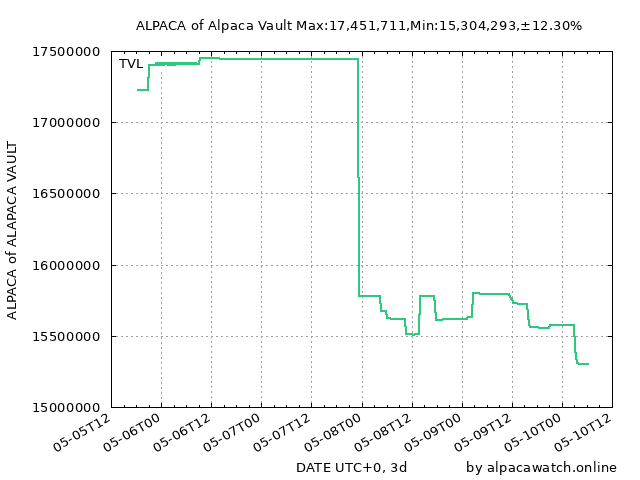 ALPACA of Alpaca Vault Max:17,451,711,Min:15,304,293,±12.30%
17500000
TVL
17000000
16500000
16000000
15500000
15000000
ALPACA of ALAPACA VAULT
05-05T12
05-06T00
05-06T12
05-07T00
05-07T12
05-08T00
05-08T12
05-09T00
05-09T12
05-10T00
05-10T12
DATE UTC+0, 3d
by alpacawatch.online